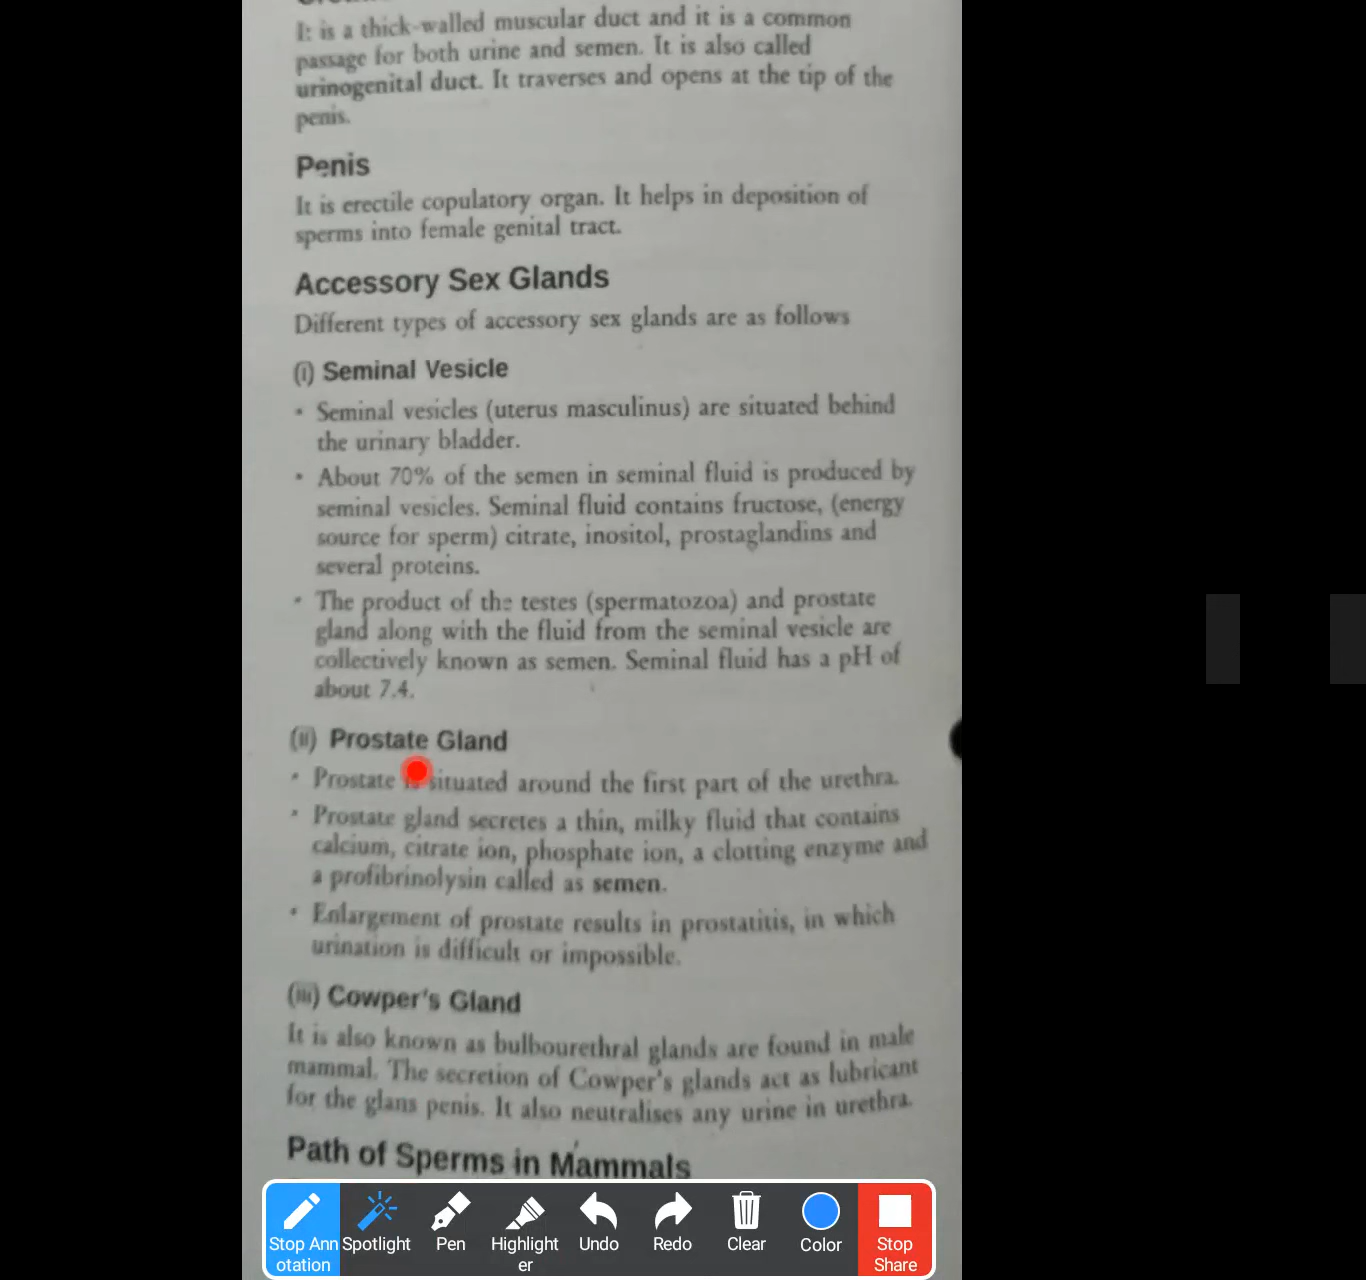 It is a thick-walled muscular duct and it is a common
passage for both urine and semen. It is also called
urinogenital duct. It traverses and opens at the tip of the
penis.
Penis
It is erectile copulatory organ. It helps in deposition of
sperms into female genital tract.
Accessory Sex Glands
Different types of accessory sex glands are as follows
(i) Seminal Vesicle
• Seminal vesicles (uterus masculinus) are situated behind
the urinary bladder.
• About 70% of the semen in seminal fluid is produced by
seminal vesicles. Seminal fluid contains fructose, (energy
source for sperm) citrate, inositol, prostaglandins and
several proteins.
• The product of the testes (spermatozoa) and prostate
gland along with the fluid from the seminal vesicle are
collectively known as semen. Seminal fluid has a pH of
about 7.4.
(ii) Prostate Gland
• Prostate is situated around the first part of the urethra.
• Prostate gland secretes a thin, milky fluid that contains
calcium, citrate ion, phosphate ion, a clotting enzyme and
a profibrinolysin called as semen.
• Enlargement of prostate results in prostatitis, in which
urination is difficult or impossible.
(iii) Cowper's Gland
It is also known as bulbourethral glands are found in male
mammal. The secretion of Cowper's glands act as lubricant
for the glans penis. It also neutralises any urine in urethra.
Path of Sperms in Mammals
Stop Ann Spotlight Pen Highlight Undo Redo Clear Color Stop
otation er Share